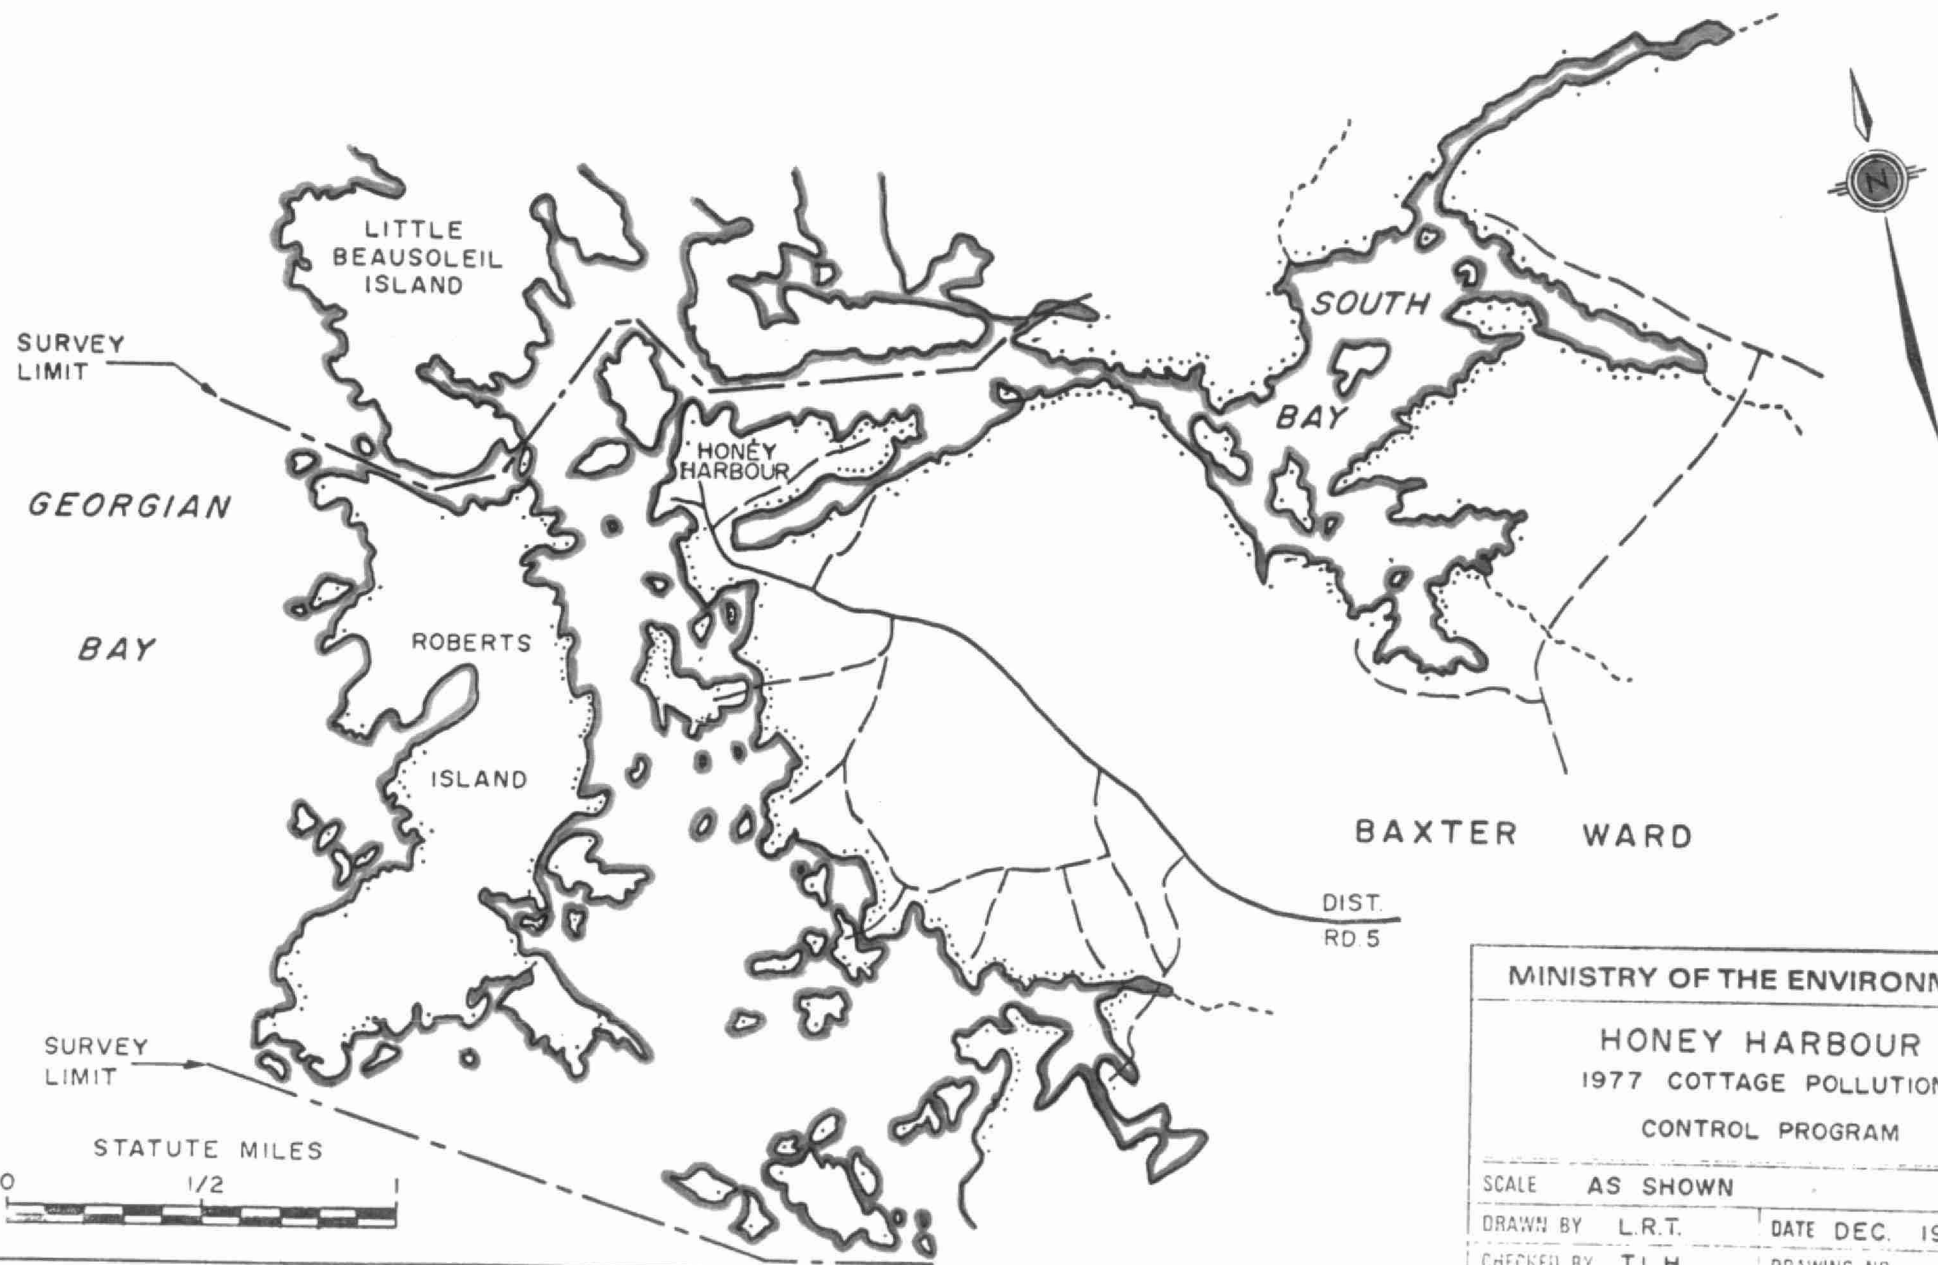 LITTLE
BEAUSOLEIL
ISLAND
SURVEY
LIMIT
SOUTH
BAY
HONEY
HARBOUR
GEORGIAN
BAY
ROBERTS
ISLAND
BAXTER WARD
DIST.
RD. 5
SURVEY
LIMIT
STATUTE MILES
0 1/2 1
N
MINISTRY OF THE
HONEY HARBOUR
1977 COTTAGE
CONTROL PROGRAM
SCALE AS SHOWN
DRAWN BY L.R.T. DATE DEC.
CHECKED BY